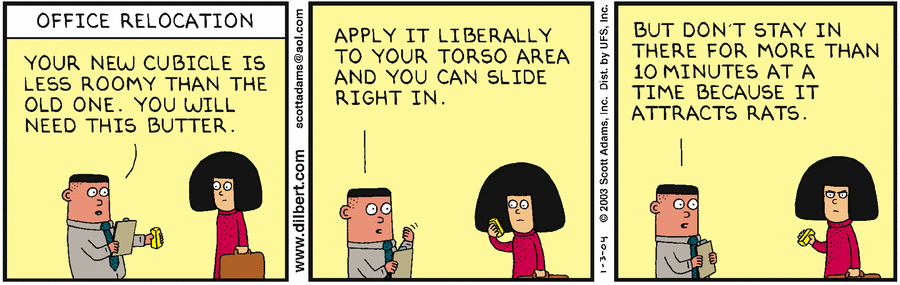 OFFICE RELOCATION
YOUR NEW CUBICLE IS
LESS ROOMY THAN THE
OLD ONE. YOU WILL
NEED THIS BUTTER.
www.dilbert.com
scottadams@aol.com
APPLY IT LIBERALLY
TO YOUR TORSO AREA
AND YOU CAN SLIDE
RIGHT IN.
1-3-04
© 2003 Scott Adams, Inc. Dist. by UFS, Inc.
BUT DON'T STAY IN
THERE FOR MORE THAN
10 MINUTES AT A
TIME BECAUSE IT
ATTRACTS RATS.